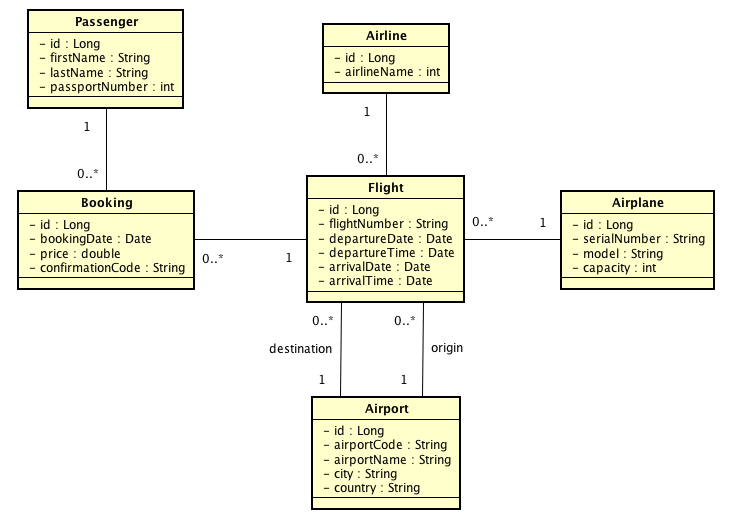 Passenger
- id : Long
- firstName : String
- lastName : String
- passportNumber : int
Airline
- id : Long
- airlineName : int
1
0..*
1
0..*
Booking
- id : Long
- bookingDate : Date
- price : double
- confirmationCode : String
0..*
1
Flight
- id : Long
- flightNumber : String
- departureDate : Date
- departureTime : Date
- arrivalDate : Date
- arrivalTime : Date
0..*
1
Airplane
- id : Long
- serialNumber : String
- model : String
- capacity : int
0..*
destination
1
0..*
origin
1
Airport
- id : Long
- airportCode : String
- airportName : String
- city : String
- country : String